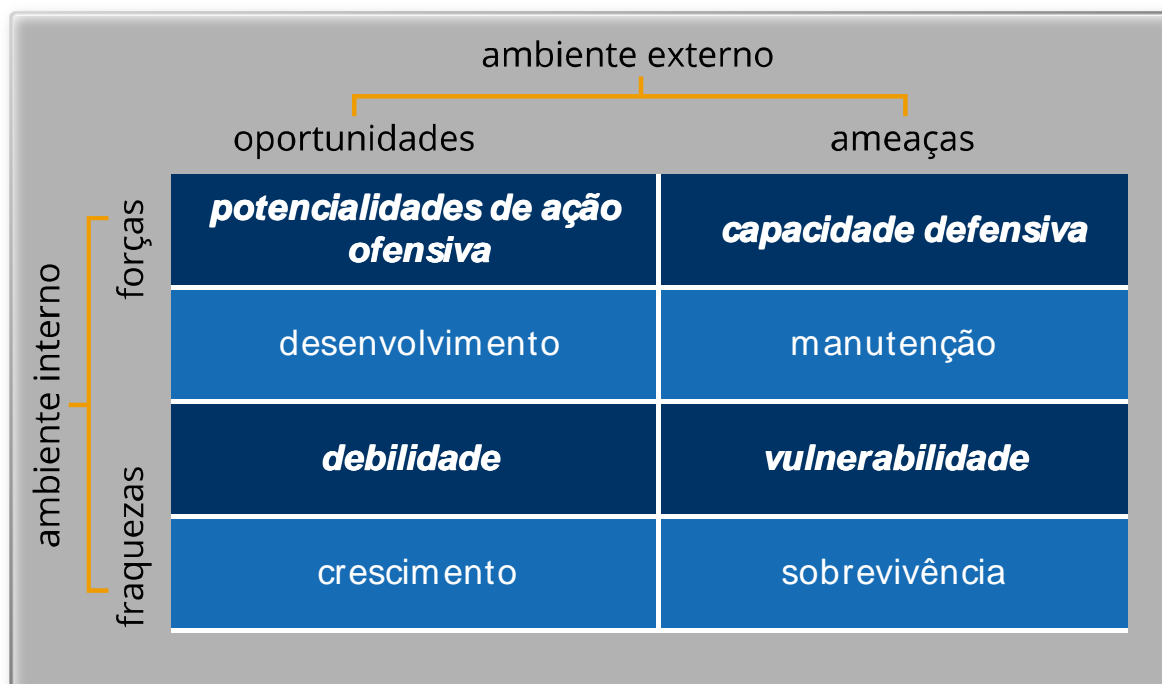 ambiente externo
oportunidades
ameaças
ambiente interno
forças
fraquezas
potencialidades de ação
ofensiva
capacidade defensiva
desenvolvimento
manutenção
debilidade
vulnerabilidade
crescimento
sobrevivência